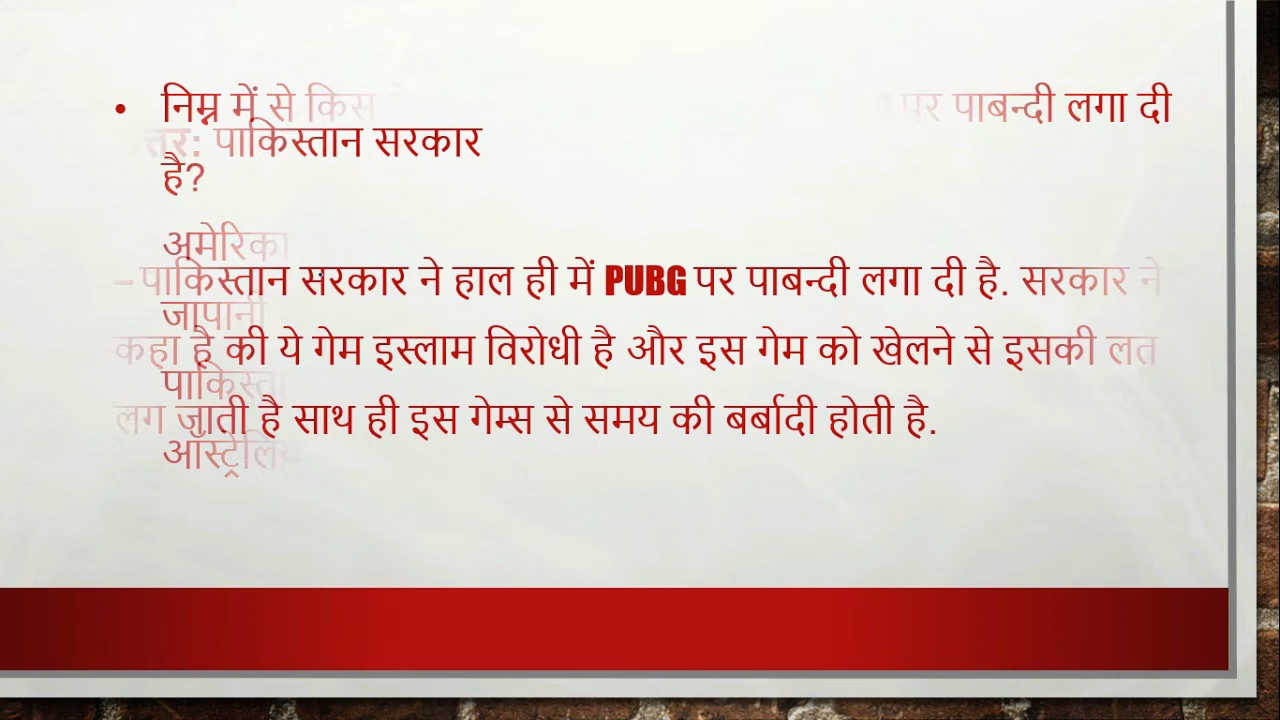 • निम्न में से किस पर पाबन्दी लगा दी
उत्तर: पाकिस्तान सरकार
है?
अमेरिका
– पाकिस्तान सरकार ने हाल ही में PUBG पर पाबन्दी लगा दी है. सरकार ने
जापानी
कहा है की ये गेम इस्लाम विरोधी है और इस गेम को खेलने से इसकी लत
लग जाती है साथ ही इस गेम्स से समय की बर्बादी होती है.